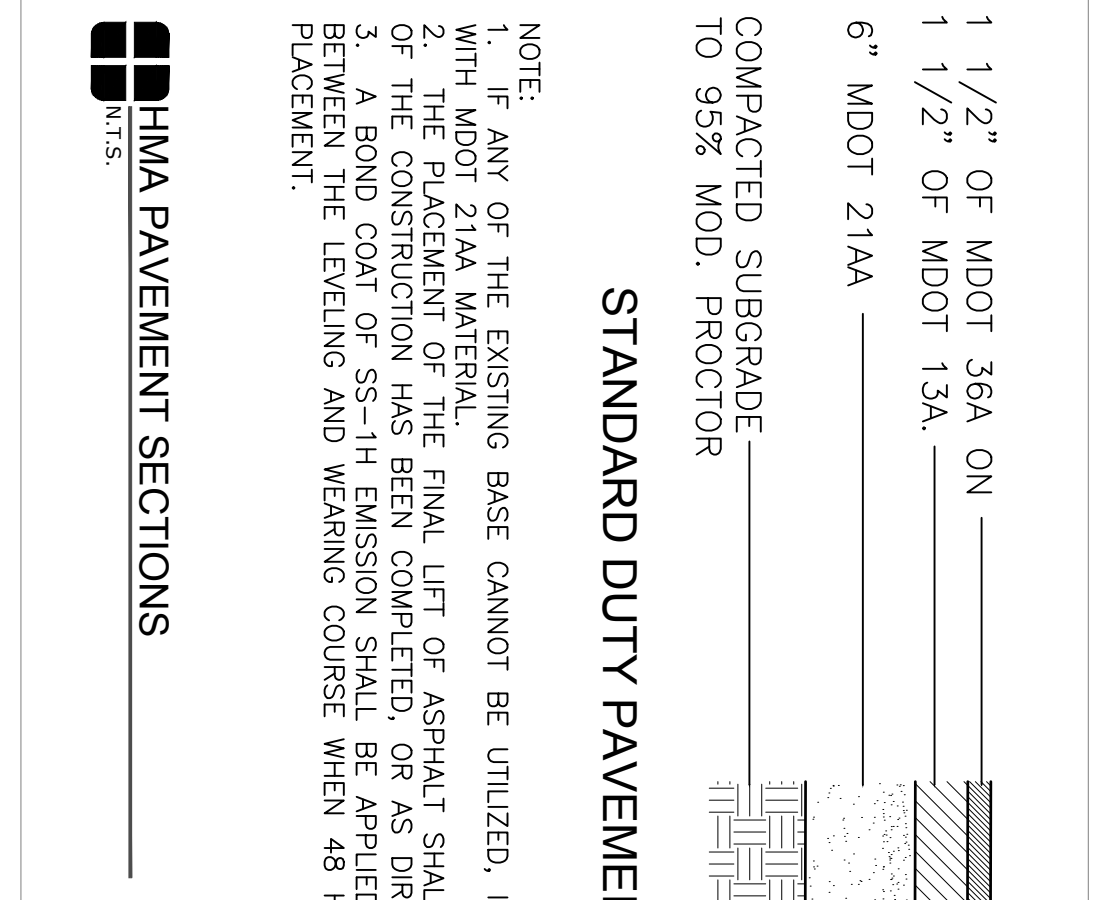 1 1/2" OF MDOT 36A ON
1 1/2" OF MDOT 13A.
6" MDOT 21AA
COMPACTED SUBGRADE
TO 95% MOD. PROCTOR
STANDARD DUTY
NOTE:
1. IF ANY OF THE EXISTING BASE CANNOT BE UTILIZED,
WITH MDOT 21AA MATERIAL.
2. THE PLACEMENT OF THE FINAL LIFT OF ASPHALT
OF THE CONSTRUCTION HAS BEEN COMPLETED, OR AS
3. A BOND COAT OF SS-1H EMISSION SHALL BE APPLIED
BETWEEN THE LEVELING AND WEARING COURSE WHEN 48
PLACEMENT.
HMA PAVEMENT SECTIONS
N.T.S.